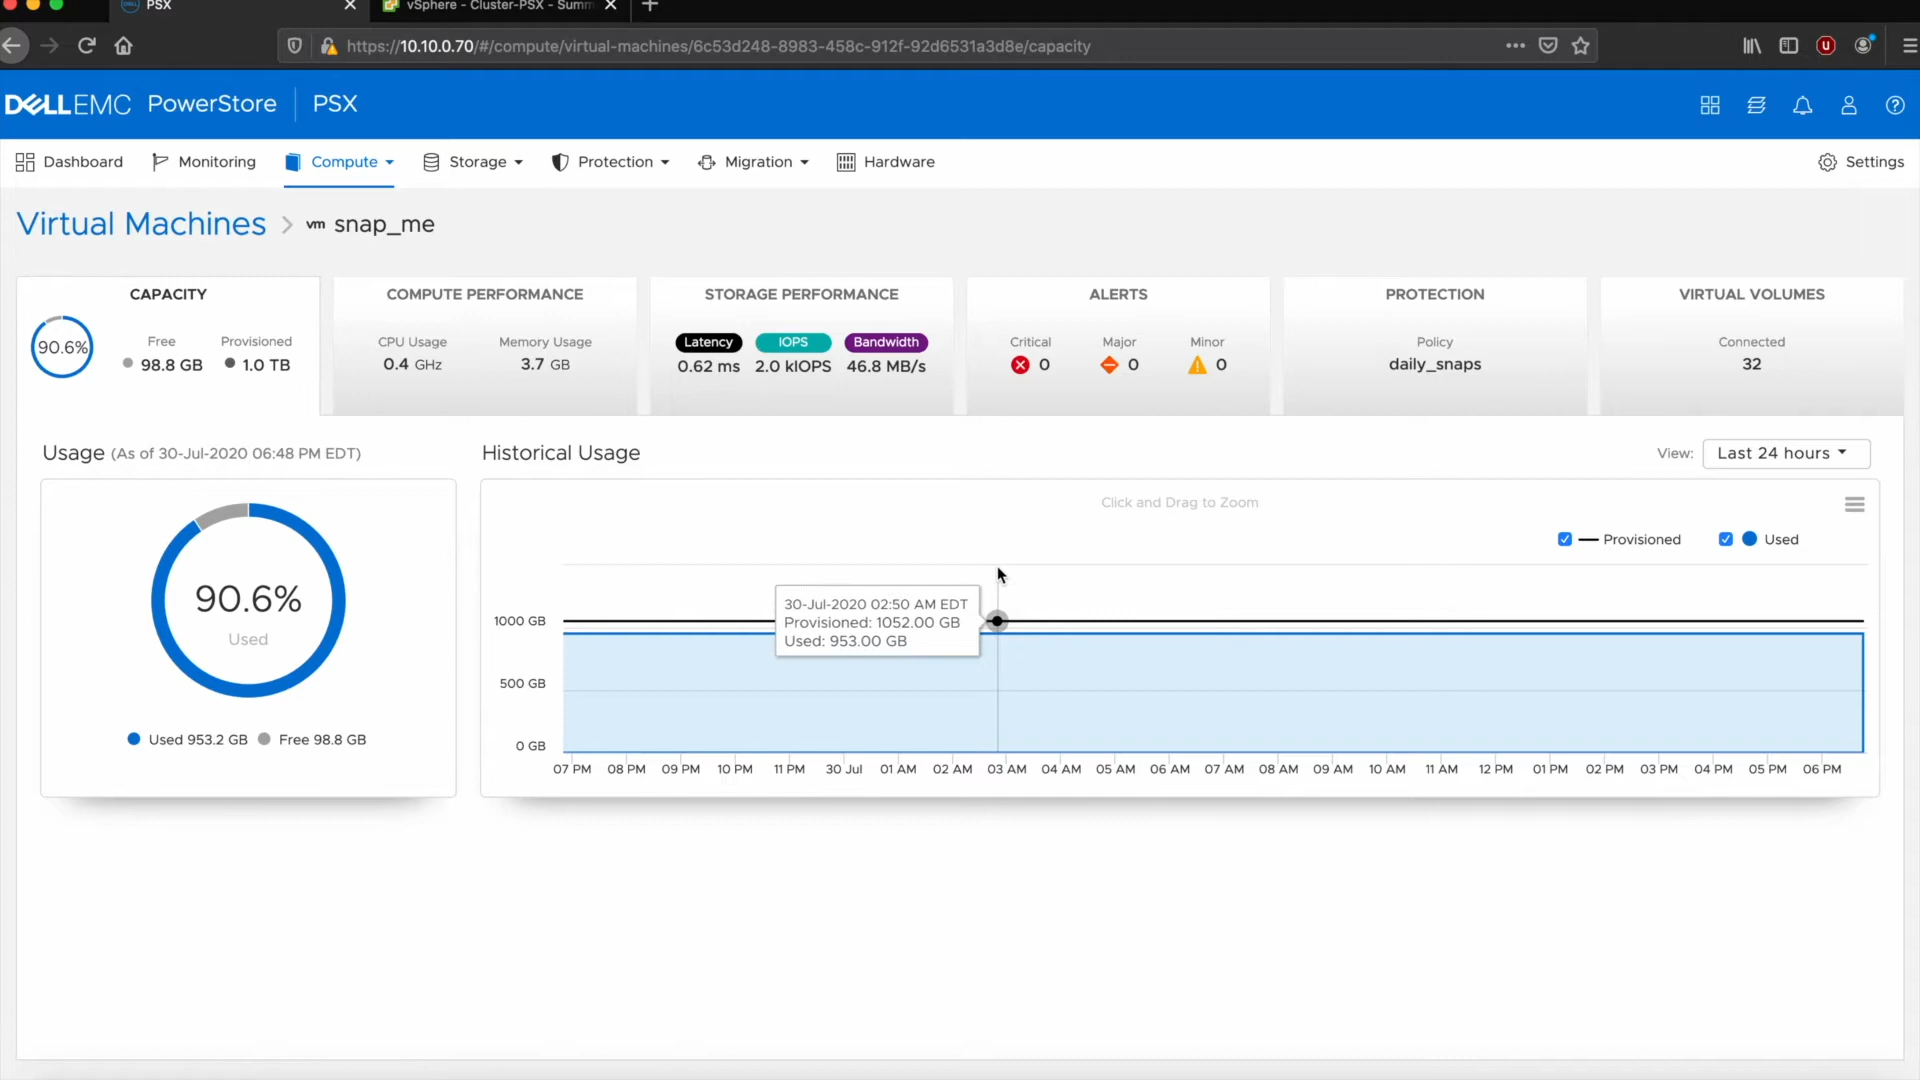 PSX
vSphere - Cluster-PSX - Summ
https://10.10.0.70/#/compute/virtual-machines/6c53d248-8983-458c-912f-92d6531a3d8e/capacity
DELLEMC PowerStore PSX
Dashboard Monitoring Compute Storage Protection Migration Hardware Settings
Virtual Machines > vm snap_me
CAPACITY
90.6%
Free
98.8 GB
Provisioned
1.0 TB
COMPUTE PERFORMANCE
CPU Usage
0.4 GHz
Memory Usage
3.7 GB
STORAGE PERFORMANCE
Latency
0.62 ms
IOPS
2.0 kIOPS
Bandwidth
46.8 MB/s
ALERTS
Critical
0
Major
0
Minor
0
PROTECTION
Policy
daily_snaps
VIRTUAL VOLUMES
Connected
32
Usage (As of 30-Jul-2020 06:48 PM EDT)
90.6%
Used
Used 953.2 GB Free 98.8 GB
Historical Usage
View: Last 24 hours
Click and Drag to Zoom
Provisioned Used
30-Jul-2020 02:50 AM EDT
Provisioned: 1052.00 GB
Used: 953.00 GB
1000 GB
500 GB
0 GB
07 PM 08 PM 09 PM 10 PM 11 PM 30 Jul 01 AM 02 AM 03 AM 04 AM 05 AM 06 AM 07 AM 08 AM 09 AM 10 AM 11 AM 12 PM 01 PM 02 PM 03 PM 04 PM 05 PM 06 PM